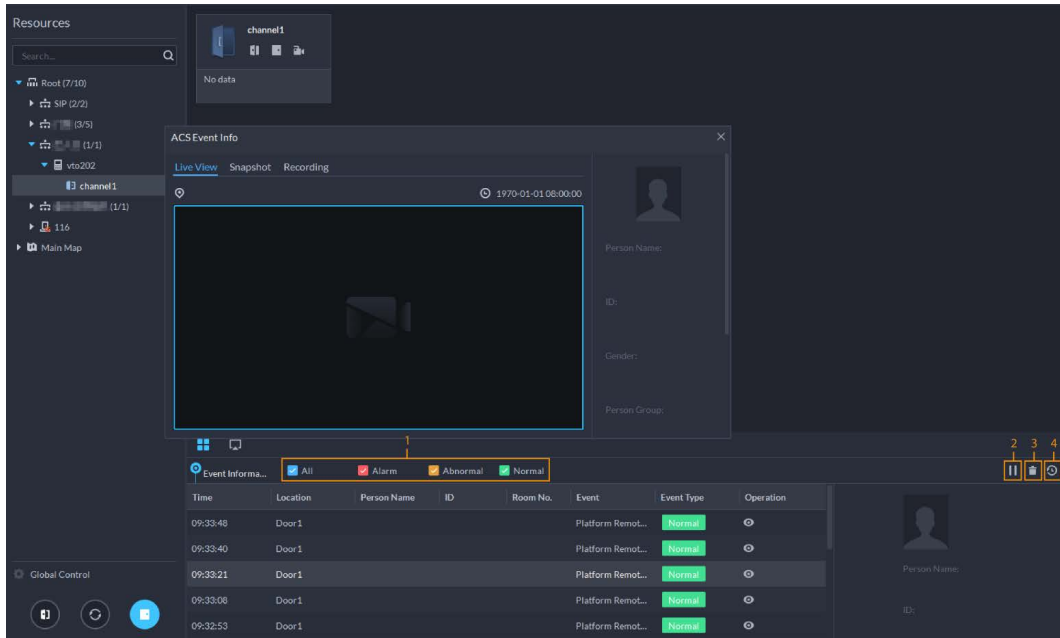 Resources
Search...
Root (7/10)
SIP (2/2)
(3/5)
(1/1)
vto202
channel1
(1/1)
116
Main Map
Global Control
channel1
No data
ACS Event Info
Live View Snapshot Recording
1970-01-01 08:00:00
Person Name:
ID:
Gender:
Person Group:
1
2 3 4
Event Informa... All Alarm Abnormal Normal
Time Location Person Name ID Room No. Event Event Type Operation
09:33:48 Door1 Platform Remot... Normal
09:33:40 Door1 Platform Remot... Normal
09:33:21 Door1 Platform Remot... Normal
09:33:08 Door1 Platform Remot... Normal
09:32:53 Door1 Platform Remot... Normal
Person Name:
ID: